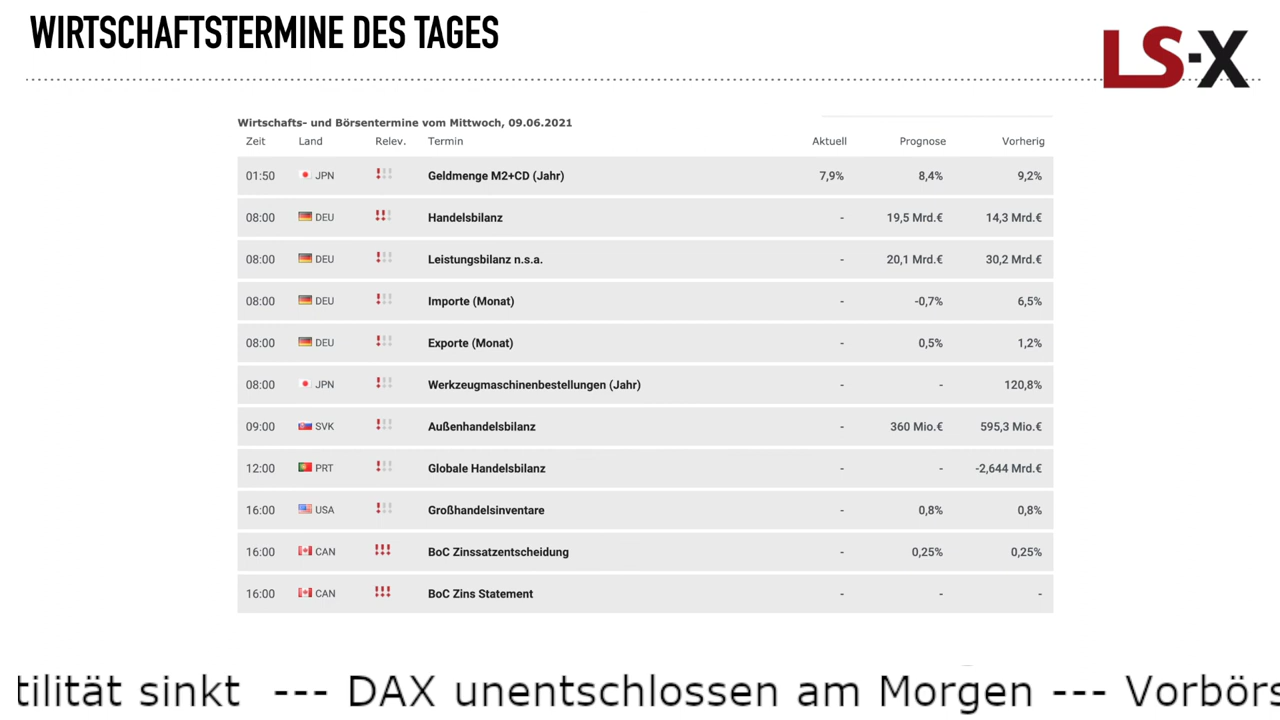 WIRTSCHAFTSTERMINE DES TAGES
LS-X
Wirtschafts- und Börsentermine vom Mittwoch, 09.06.2021
Zeit Land Relev. Termin Aktuell Prognose Vorherig
01:50 JPN !!! Geldmenge M2+CD (Jahr) 7,9% 8,4% 9,2%
08:00 DEU !!! Handelsbilanz - 19,5 Mrd.€ 14,3 Mrd.€
08:00 DEU !!! Leistungsbilanz n.s.a. - 20,1 Mrd.€ 30,2 Mrd.€
08:00 DEU !!! Importe (Monat) - -0,7% 6,5%
08:00 DEU !!! Exporte (Monat) - 0,5% 1,2%
08:00 JPN !!! Werkzeugmaschinenbestellungen (Jahr) - - 120,8%
09:00 SVK !!! Außenhandelsbilanz - 360 Mio.€ 595,3 Mio.€
12:00 PRT !!! Globale Handelsbilanz - - -2,644 Mrd.€
16:00 USA !!! Großhandelsinventare - 0,8% 0,8%
16:00 CAN !!! BoC Zinssatzentscheidung - 0,25% 0,25%
16:00 CAN !!! BoC Zins Statement - - -
tilität sinkt --- DAX unentschlossen am Morgen --- Vorbörs